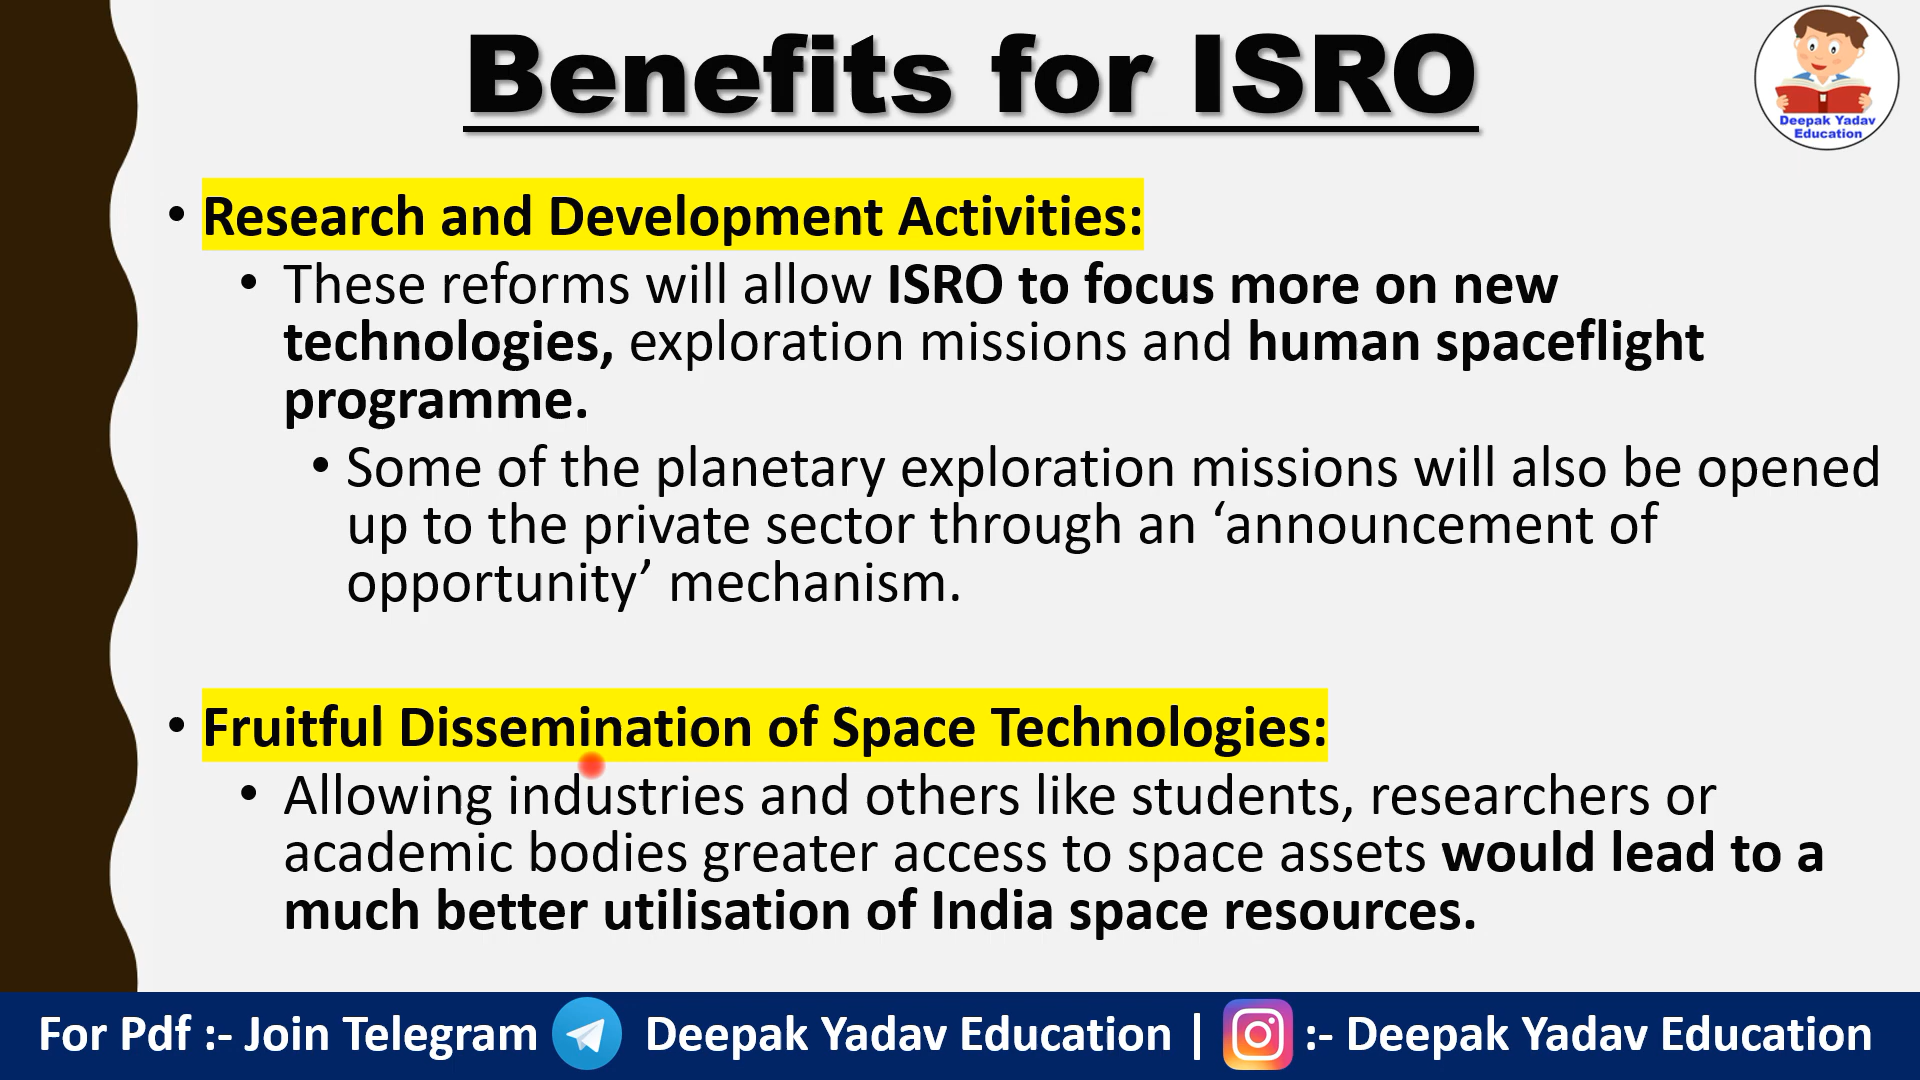 Benefits for ISRO
Deepak Yadav
Education
• Research and Development Activities:
• These reforms will allow ISRO to focus more on new
technologies, exploration missions and human spaceflight
programme.
• Some of the planetary exploration missions will also be opened
up to the private sector through an ‘announcement of
opportunity’ mechanism.
• Fruitful Dissemination of Space Technologies:
• Allowing industries and others like students, researchers or
academic bodies greater access to space assets would lead to a
much better utilisation of India space resources.
For Pdf :- Join Telegram Deepak Yadav Education | :- Deepak Yadav Education